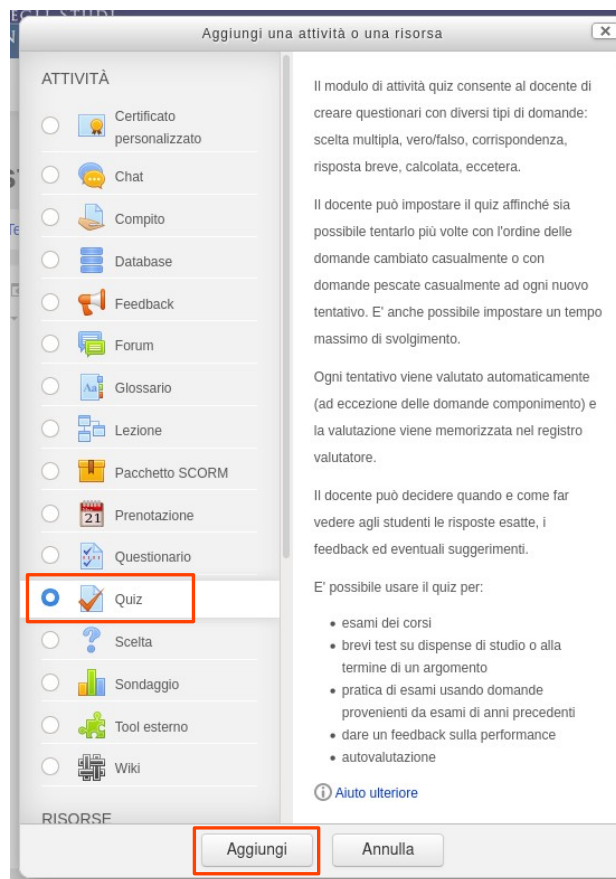 Aggiungi una attività o una risorsa
ATTIVITÀ
Certificato
personalizzato
Chat
Compito
Database
Feedback
Forum
Glossario
Lezione
Pacchetto SCORM
Prenotazione
Questionario
Quiz
Scelta
Sondaggio
Tool esterno
Wiki
RISORSE
Il modulo di attività quiz consente al docente di
creare questionari con diversi tipi di domande:
scelta multipla, vero/falso, corrispondenza,
risposta breve, calcolata, eccetera.
Il docente può impostare il quiz affinché sia
possibile tentarlo più volte con l'ordine delle
domande cambiato casualmente o con
domande pescate casualmente ad ogni nuovo
tentativo. E' anche possibile impostare un tempo
massimo di svolgimento.
Ogni tentativo viene valutato automaticamente
(ad eccezione delle domande componimento) e
la valutazione viene memorizzata nel registro
valutatore.
Il docente può decidere quando e come far
vedere agli studenti le risposte esatte, i
feedback ed eventuali suggerimenti.
E' possibile usare il quiz per:
• esami dei corsi
• brevi test su dispense di studio o alla
termine di un argomento
• pratica di esami usando domande
provenienti da esami di anni precedenti
• dare un feedback sulla performance
• autovalutazione
Aiuto ulteriore
Aggiungi
Annulla